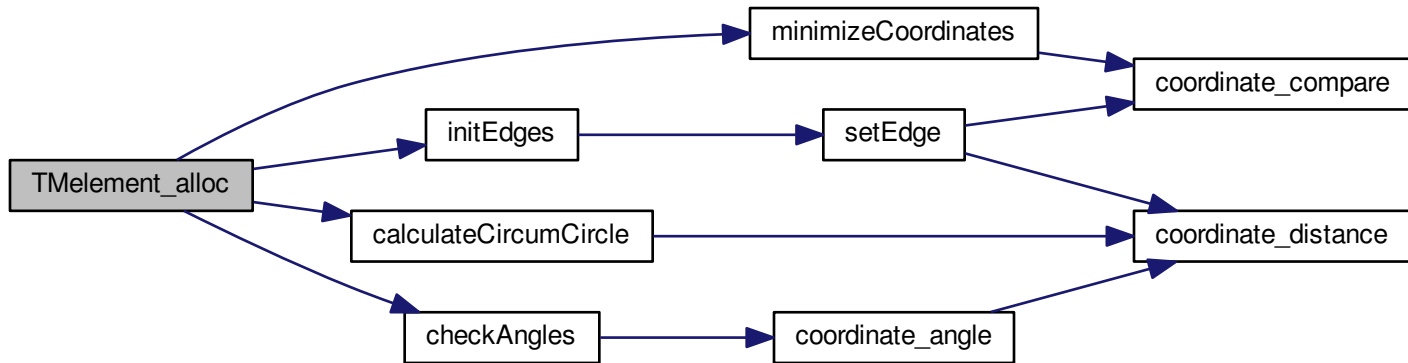 minimizeCoordinates
coordinate_compare
initEdges
setEdge
TMelement_alloc
calculateCircumCircle
coordinate_distance
checkAngles
coordinate_angle